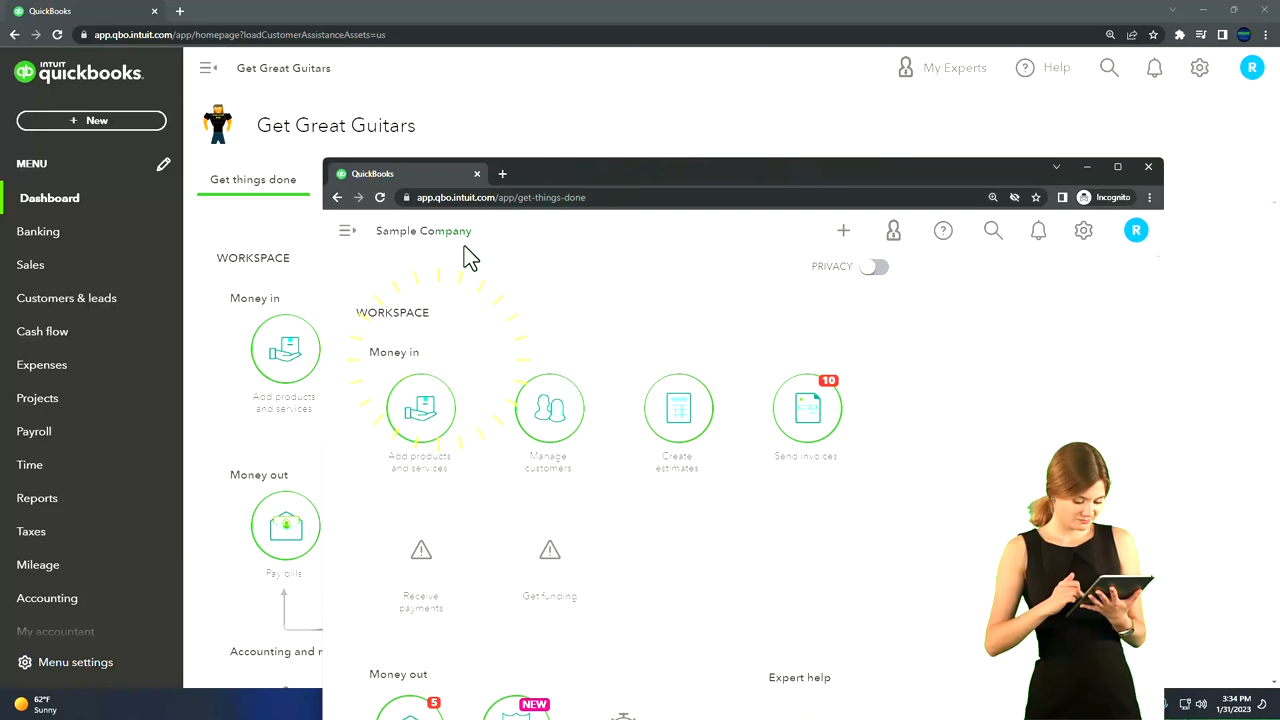 QuickBooks
app.qbo.intuit.com/app/homepage?loadCustomerAssistanceAssets=us
INTUIT
quickbooks.
Get Great Guitars
My Experts
Help
R
+ New
Get Great Guitars
MENU
Get things done
Dashboard
Banking
Sales
Customers & leads
Cash flow
Expenses
Projects
Payroll
Time
Reports
Taxes
Mileage
Accounting
My accountant
Menu settings
WORKSPACE
Money in
Add products
and services
Money out
Pay bills
Accounting and r
QuickBooks
app.qbo.intuit.com/app/get-things-done
Incognito
Sample Company
R
PRIVACY
WORKSPACE
Money in
10
Add products
and services
Manage
customers
Create
estimates
Send invoices
Receive
payments
Get funding
Money out
Expert help
5
NEW
62°F
Sunny
3:34 PM
1/31/2023